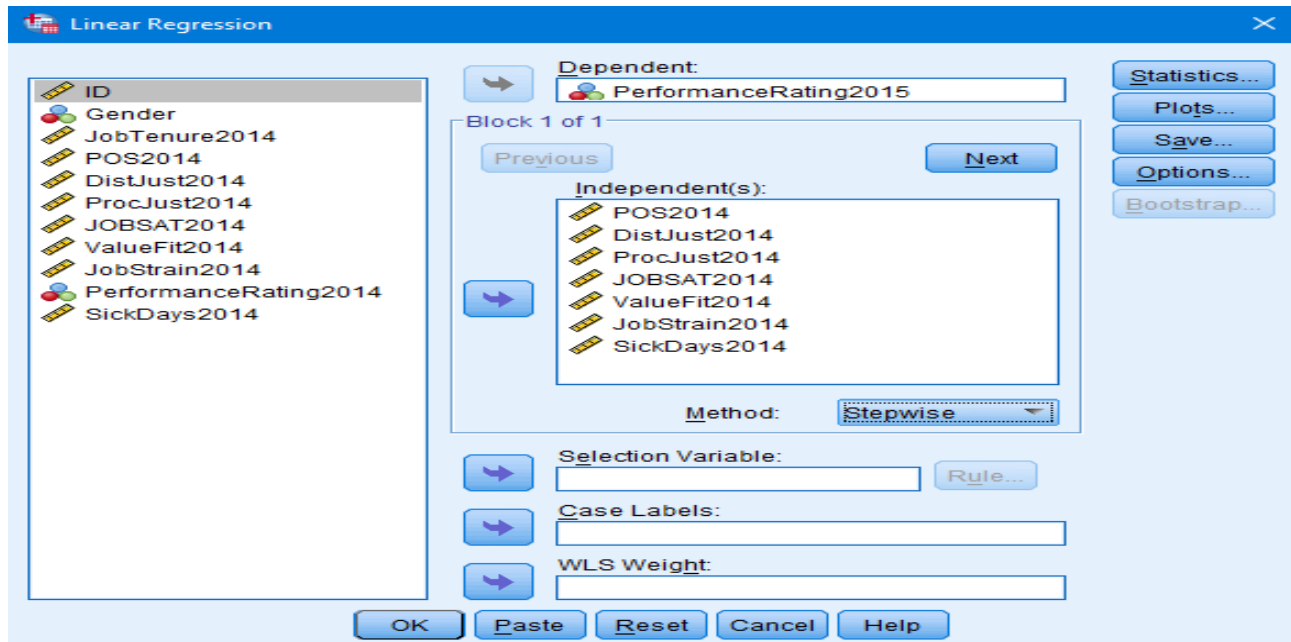 Linear Regression
ID
Gender
JobTenure2014
POS2014
DistJust2014
ProcJust2014
JOBSAT2014
ValueFit2014
JobStrain2014
PerformanceRating2014
SickDays2014
Dependent:
PerformanceRating2015
Block 1 of 1
Previous
Next
Independent(s):
POS2014
DistJust2014
ProcJust2014
JOBSAT2014
ValueFit2014
JobStrain2014
SickDays2014
Method:
Stepwise
Selection Variable:
Rule...
Case Labels:
WLS Weight:
Statistics...
Plots...
Save...
Options...
Bootstrap...
OK
Paste
Reset
Cancel
Help